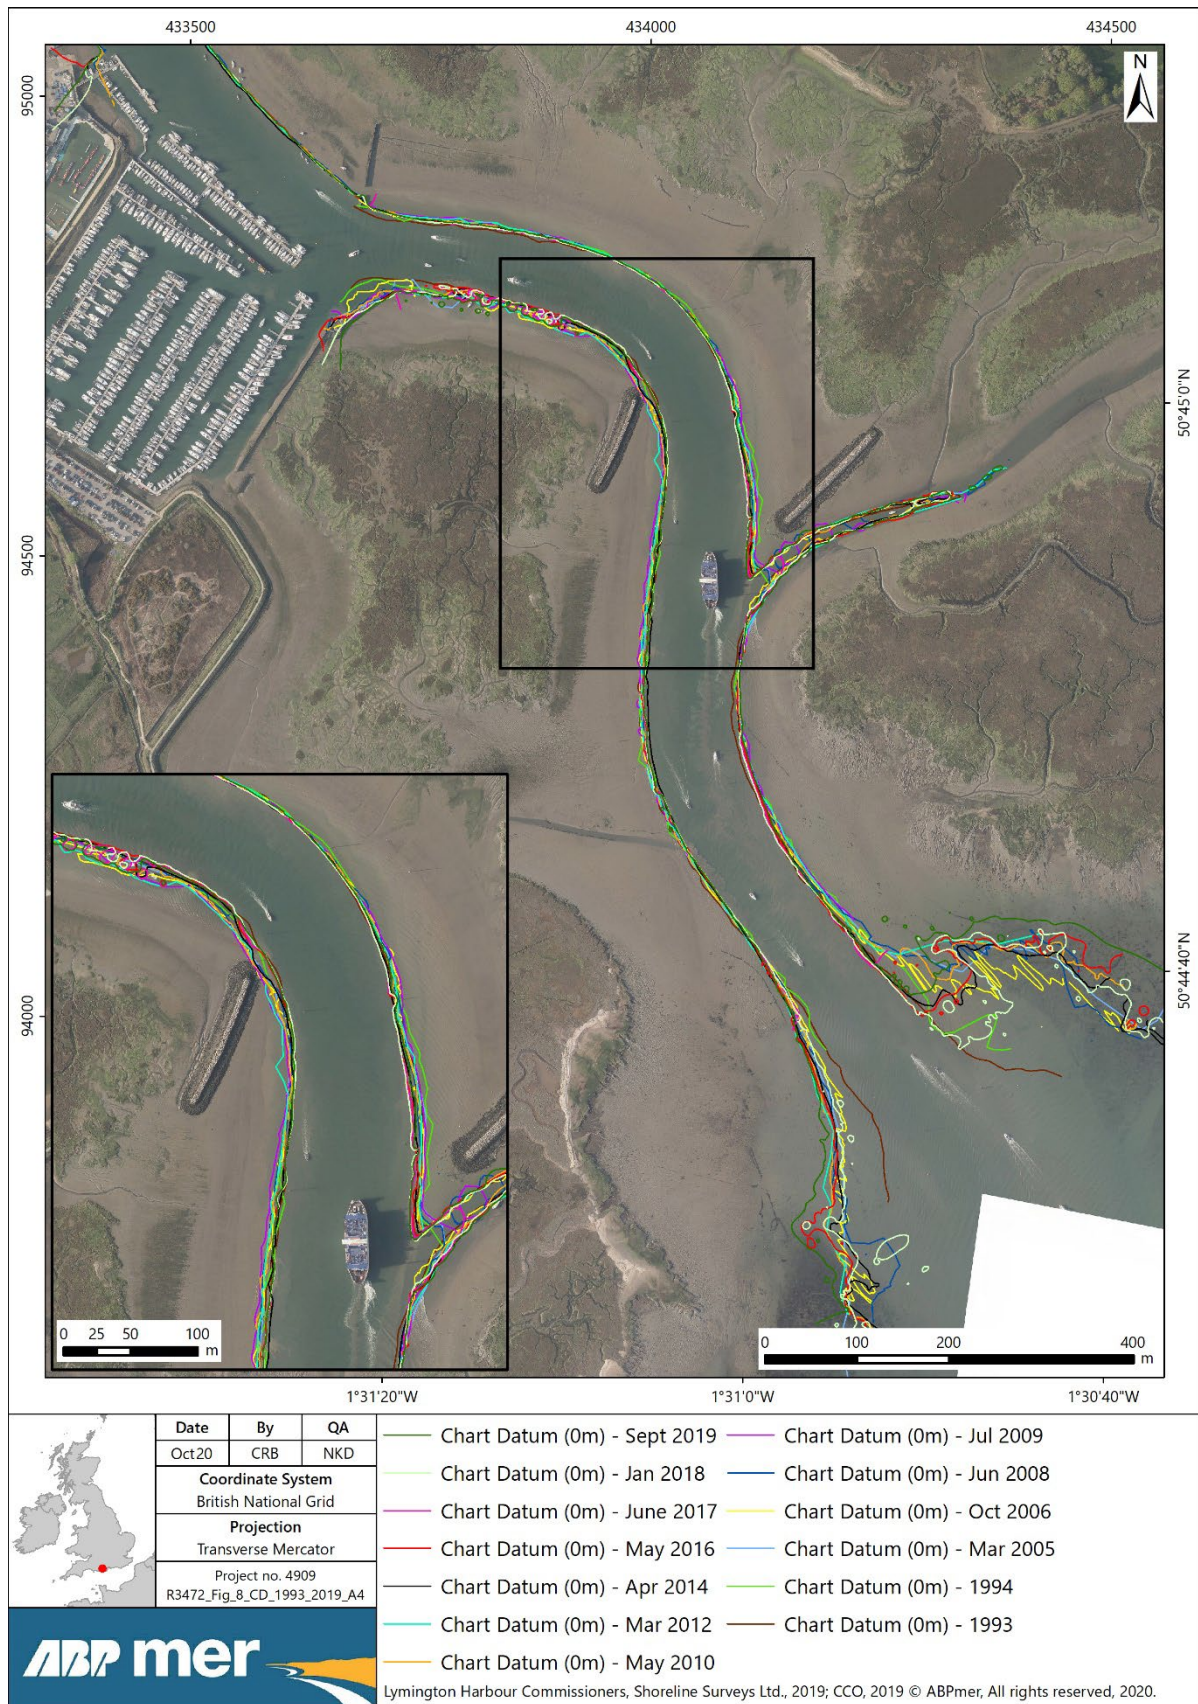 433500 434000 434500
N
95000
50°45'0"N
94500
50°44'40"N
94000
0 25 50 100
m
0 100 200 400
m
1°31'20"W 1°31'0"W 1°30'40"W
Date By QA
Oct20 CRB NKD
Coordinate System
British National Grid
Projection
Transverse Mercator
Project no. 4909
R3472_Fig_8_CD_1993_2019_A4
ABP mer
Chart Datum (0m) - Sept 2019
Chart Datum (0m) - Jan 2018
Chart Datum (0m) - June 2017
Chart Datum (0m) - May 2016
Chart Datum (0m) - Apr 2014
Chart Datum (0m) - Mar 2012
Chart Datum (0m) - May 2010
Chart Datum (0m) - Jul 2009
Chart Datum (0m) - Jun 2008
Chart Datum (0m) - Oct 2006
Chart Datum (0m) - Mar 2005
Chart Datum (0m) - 1994
Chart Datum (0m) - 1993
Lymington Harbour Commissioners, Shoreline Surveys Ltd., 2019; CCO, 2019 © ABPmer, All rights reserved, 2020.